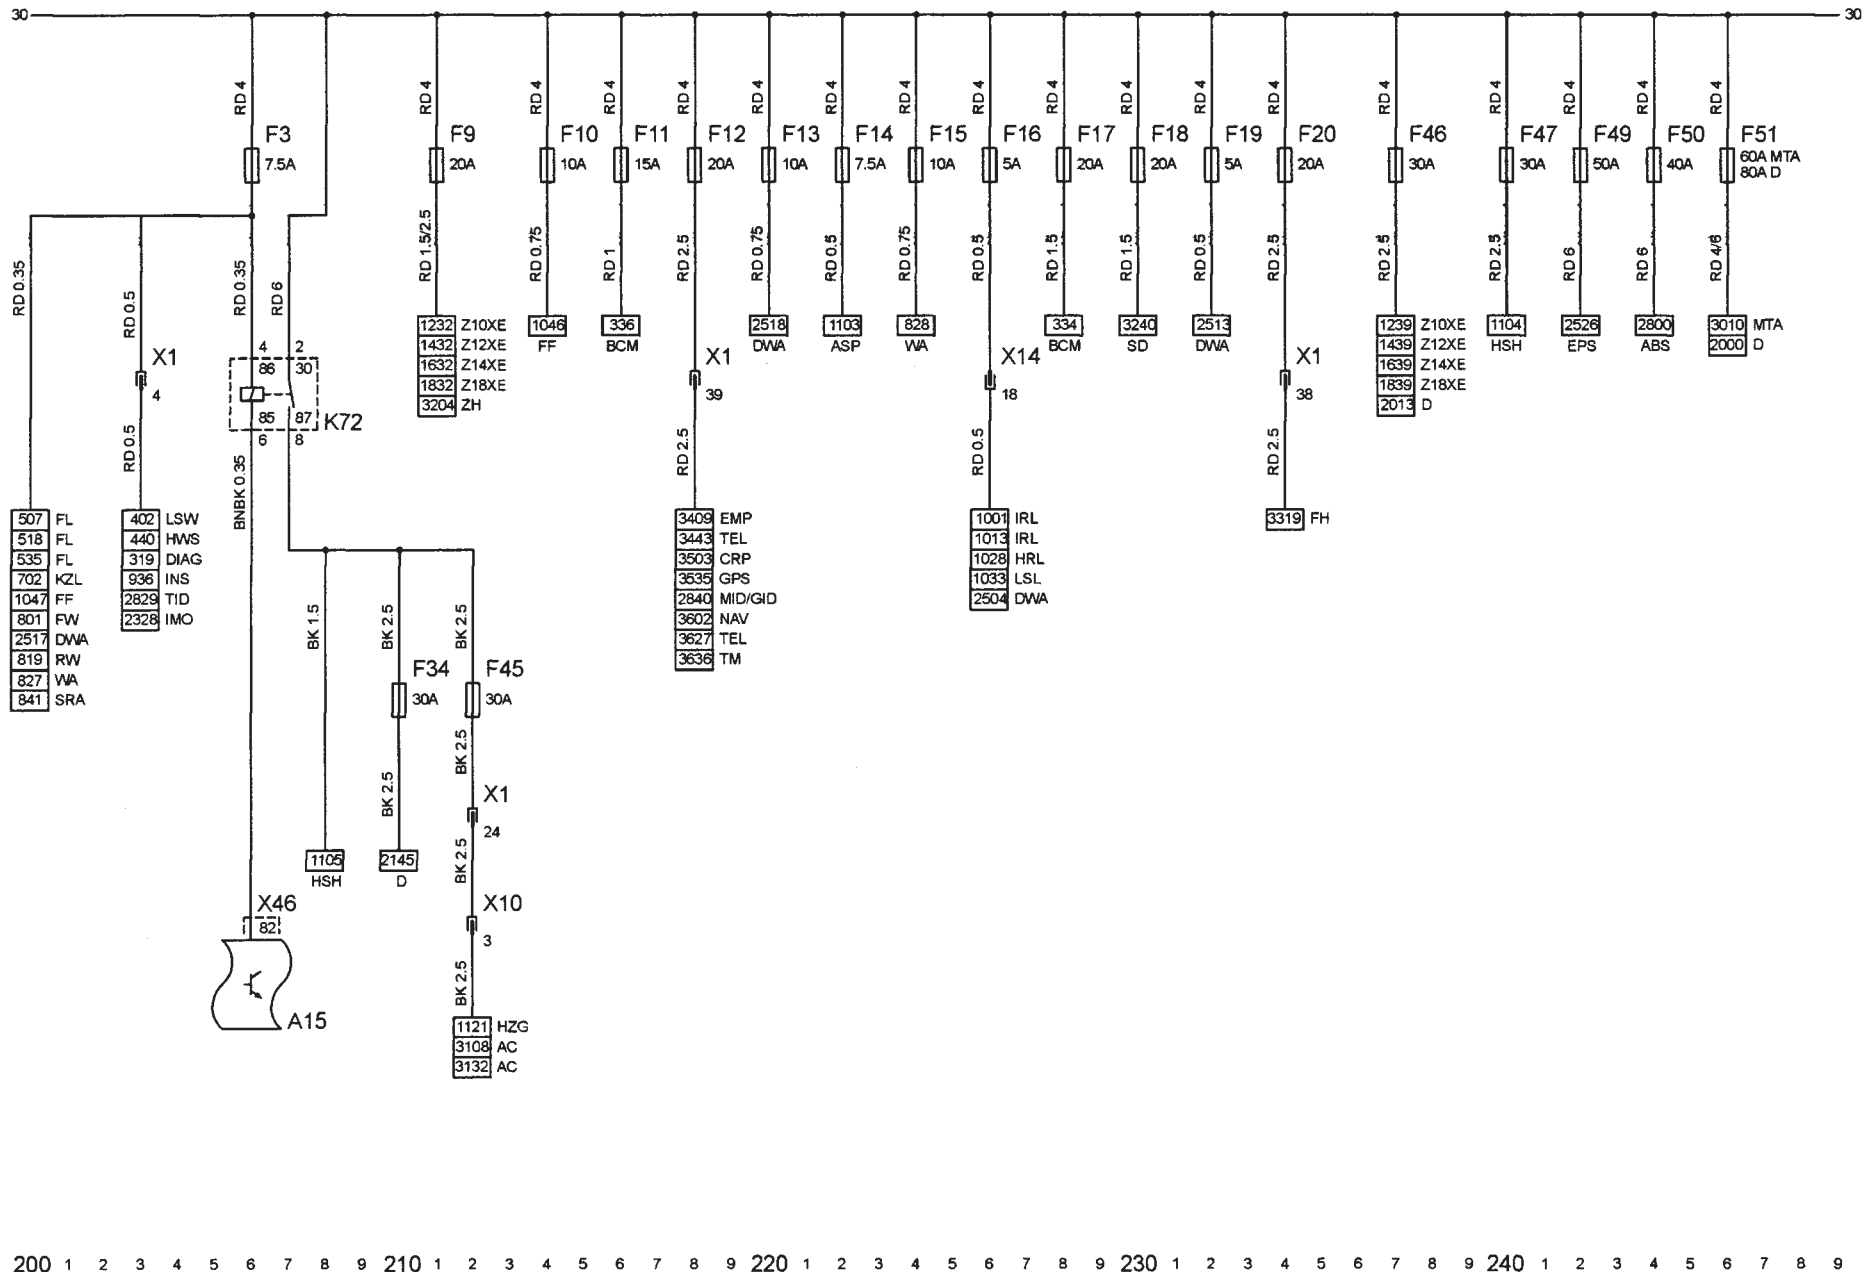 30 30
RD 4 RD 4 RD 4 RD 4 RD 4 RD 4 RD 4 RD 4 RD 4 RD 4 RD 4 RD 4 RD 4 RD 4 RD 4 RD 4 RD 4 RD 4
F3 F9 F10 F11 F12 F13 F14 F15 F16 F17 F18 F19 F20 F46 F47 F49 F50 F51
7.5A 20A 10A 15A 20A 10A 7.5A 10A 5A 20A 20A 5A 20A 30A 30A 50A 40A 60A MTA
80A D
RD 0.35 RD 0.5 RD 0.35 RD 6 RD 1.5/2.5 RD 0.75 RD 1 RD 2.5 RD 0.75 RD 0.5 RD 0.75 RD 0.5 RD 1.5 RD 1.5 RD 0.5 RD 2.5 RD 2.5 RD 2.5 RD 6 RD 6 RD 4/6
1232 Z10XE
1432 Z12XE
1632 Z14XE
1832 Z18XE
3204 ZH
1046
FF
336
BCM
2518
DWA
1103
ASP
828
WA
334
BCM
3240
SD
2513
DWA
1239 Z10XE
1439 Z12XE
1639 Z14XE
1839 Z18XE
2013 D
1104
HSH
2526
EPS
2800
ABS
3010 MTA
2000 D
X1
4
RD 0.5
4 2
86 30
85 87
K72
6 8
BNBK 0.35
X1
39
RD 2.5
X14
18
RD 0.5
X1
38
RD 2.5
507 FL
518 FL
535 FL
702 KZL
1047 FF
801 FW
2517 DWA
819 RW
827 WA
841 SRA
402 LSW
440 HWS
319 DIAG
936 INS
2829 TID
2328 IMO
3409 EMP
3443 TEL
3503 CRP
3535 GPS
2840 MID/GID
3602 NAV
3627 TEL
3636 TM
1001 IRL
1013 IRL
1028 HRL
1033 LSL
2504 DWA
3319 FH
BK 1.5 BK 2.5 BK 2.5
F34 F45
30A 30A
BK 2.5 BK 2.5
X1
24
BK 2.5
1105
HSH
2145
D
X10
3
BK 2.5
X46
82
A15
1121 HZG
3108 AC
3132 AC
200 1 2 3 4 5 6 7 8 9 210 1 2 3 4 5 6 7 8 9 220 1 2 3 4 5 6 7 8 9 230 1 2 3 4 5 6 7 8 9 240 1 2 3 4 5 6 7 8 9